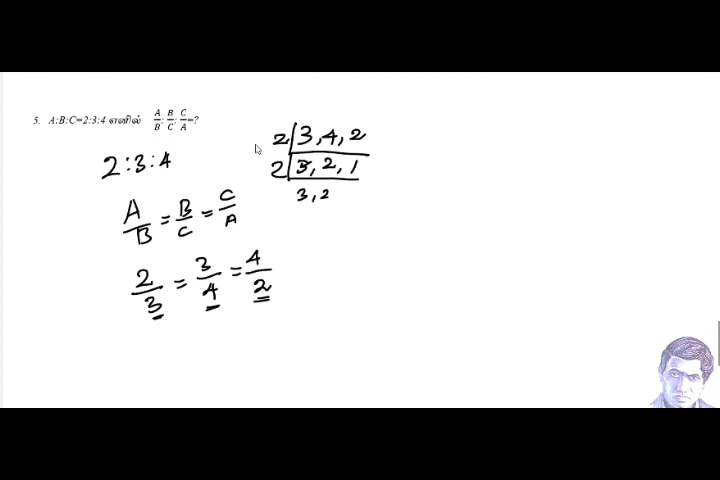 5. A:B:C=2:3:4 எனில் A/B : B/C : C/A =?
2:3:4
A/B = B/C = C/A
2/3 = 3/4 = 4/2
2 | 3, 4, 2
2 | 3, 2, 1
3, 2